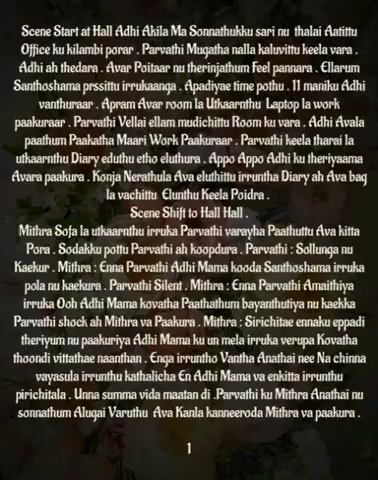 Scene Start at Hall Adhi Akila Ma Sonnathukku sari nu thalai Aatittu
Office ku kilambi porar . Parvathi Mugatha nalla kaluvittu keela vara .
Adhi ah thedara . Avar Poitaar nu therinjathum Feel pannara . Ellarum
Santhoshama prssitti irrukaanga . Apadiyae time pothu . 11 maniku Adhi
vanthuraar . Apram Avar room la Utkaarnthu Laptop la work
paakuraar . Parvathi Vellai ellam mudichittu Room ku vara . Adhi Avala
paathum Paakatha Maari Work Paakuraar . Parvathi keela tharai la
utkaarnthu Diary eduthu etho eluthura . Appo Appo Adhi ku theriyaama
Avara paakura . Konja Nerathula Ava eluthittu irruntha Diary ah Ava bag
la vachittu Elunthu Keela Poidra .
Scene Shift to Hall Hall .
Mithra Sofa la utkaarnthu irruka Parvathi varayha Paathuttu Ava kitta
Pora . Sodakku pottu Parvathi ah koopdura . Parvathi : Sollunga nu
Kaekur . Mithra : Enna Parvathi Adhi Mama kooda Santhoshama irruka
pola nu kaekura . Parvathi Silent . Mithra : Enna Parvathi Amaithiya
irruka Ooh Adhi Mama kovatha Paathathum bayanthutiya nu kaekka
Parvathi shock ah Mithra va Paakura . Mithra : Sirichitae ennaku eppadi
theriyum nu paakuriya Adhi Mama ku un mela irruka verupa Kovatha
thoondi vittathae naanthan . Enga irruntho Vantha Anathai nee Na chinna
vayasula irrunthu kathalicha En Adhi Mama va enkitta irrunthu
pirichitala . Unna summa vida maatan di .Parvathi ku Mithra Anathai nu
sonnathum Alugai Varuthu Ava Kanla kanneeroda Mithra va paakura .
1